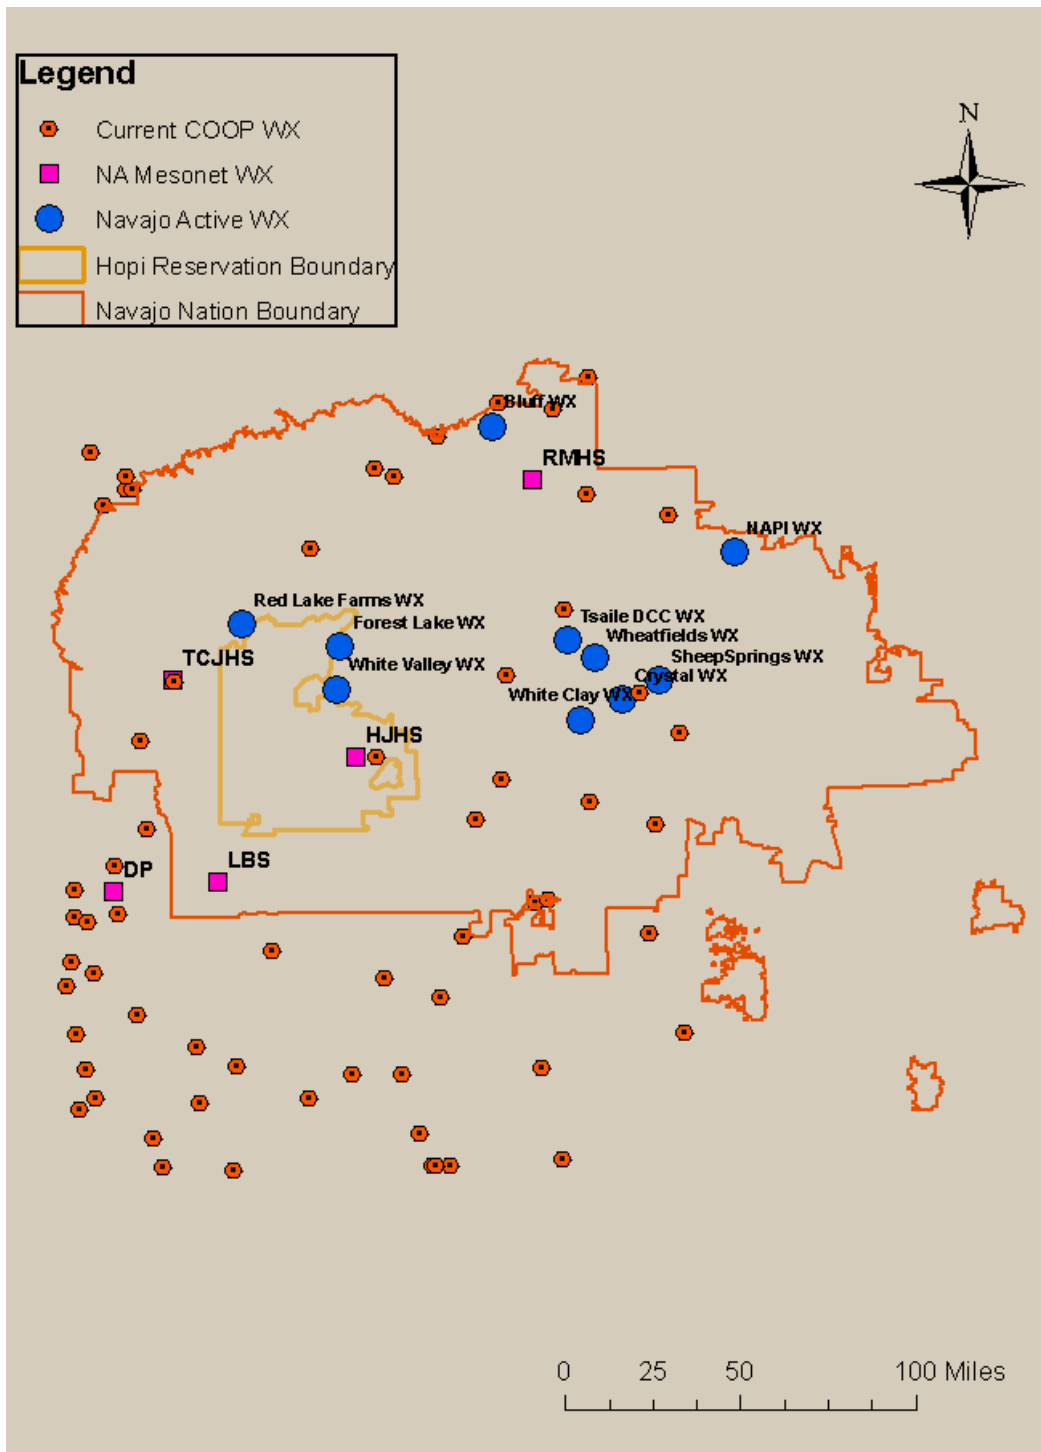 Legend
Current COOP WX
NA Mesonet WX
Navajo Active WX
Hopi Reservation Boundary
Navajo Nation Boundary
N
Bluff WX
RMHS
NAPI WX
Red Lake Farms WX
Tsaile DCC WX
Forest Lake WX
Wheatfields WX
TCJHS
White Valley WX
SheepSprings WX
Crystal WX
White Clay WX
HJHS
LBS
DP
0 25 50 100 Miles